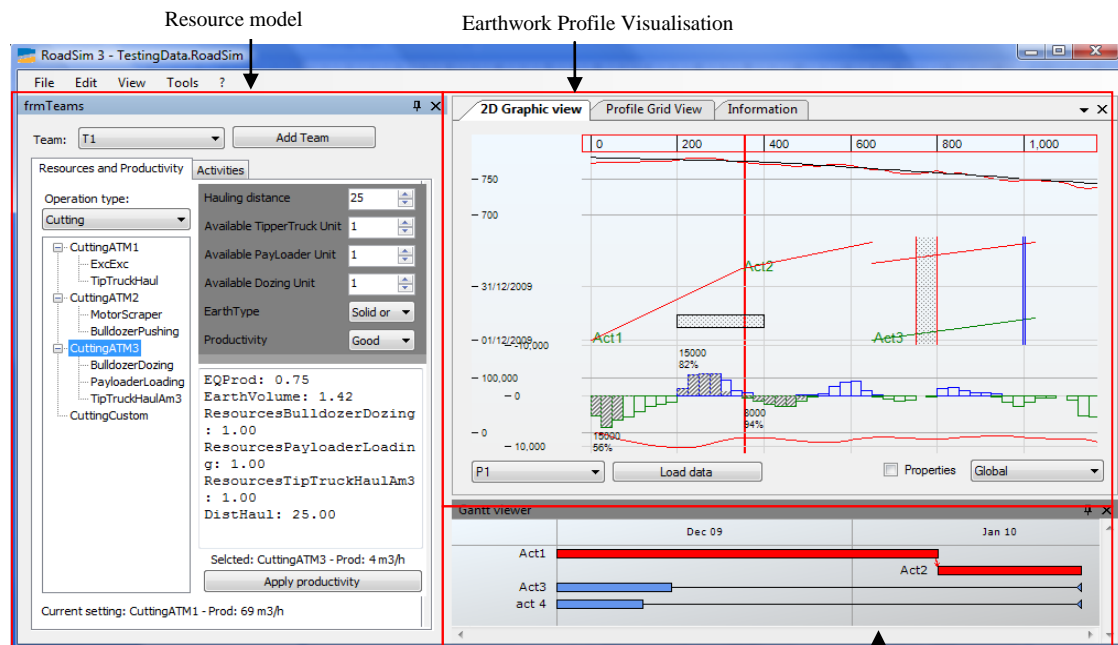 Resource model
Earthwork Profile Visualisation
RoadSim 3 - TestingData.RoadSim
File Edit View Tools ?
frmTeams
Team: T1 Add Team
Resources and Productivity Activities
Operation type:
Cutting
CuttingATM1
ExcExc
TipTruckHaul
CuttingATM2
MotorScraper
BulldozerPushing
CuttingATM3
BulldozerDozing
PayloaderLoading
TipTruckHaulAm3
CuttingCustom
Hauling distance 25
Available TipperTruck Unit 1
Available PayLoader Unit 1
Available Dozing Unit 1
EarthType Solid or
Productivity Good
EQProd: 0.75
EarthVolume: 1.42
ResourcesBulldozerDozing
: 1.00
ResourcesPayloaderLoadin
g: 1.00
ResourcesTipTruckHaulAm3
: 1.00
DistHaul: 25.00
Selcted: CuttingATM3 - Prod: 4 m3/h
Apply productivity
Current setting: CuttingATM1 - Prod: 69 m3/h
2D Graphic view Profile Grid View Information
0 200 400 600 800 1,000
750
700
Act2
31/12/2009
01/12/2009
-10,000
Act1
Act3
15000
82%
100,000
0
8000
94%
0
15000
56%
10,000
P1 Load data Properties Global
Gantt viewer
Dec 09 Jan 10
Act1
Act2
Act3
act 4